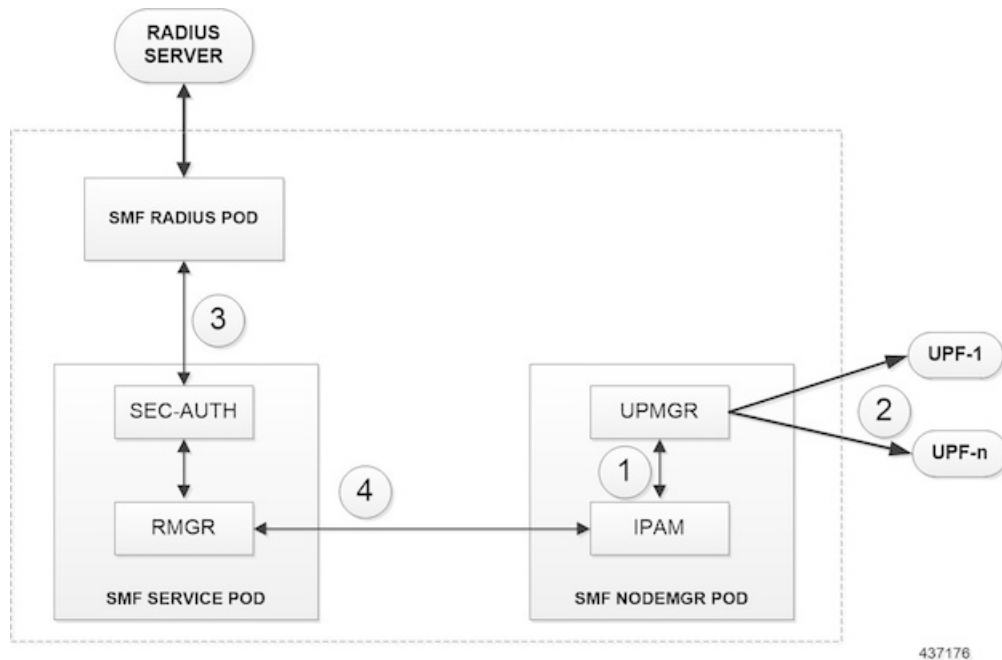 RADIUS
SERVER
SMF RADIUS POD
3
SEC-AUTH
UPMGR
UPF-1
2
1
UPF-n
4
RMGR
IPAM
SMF SERVICE POD
SMF NODEMGR POD
437176